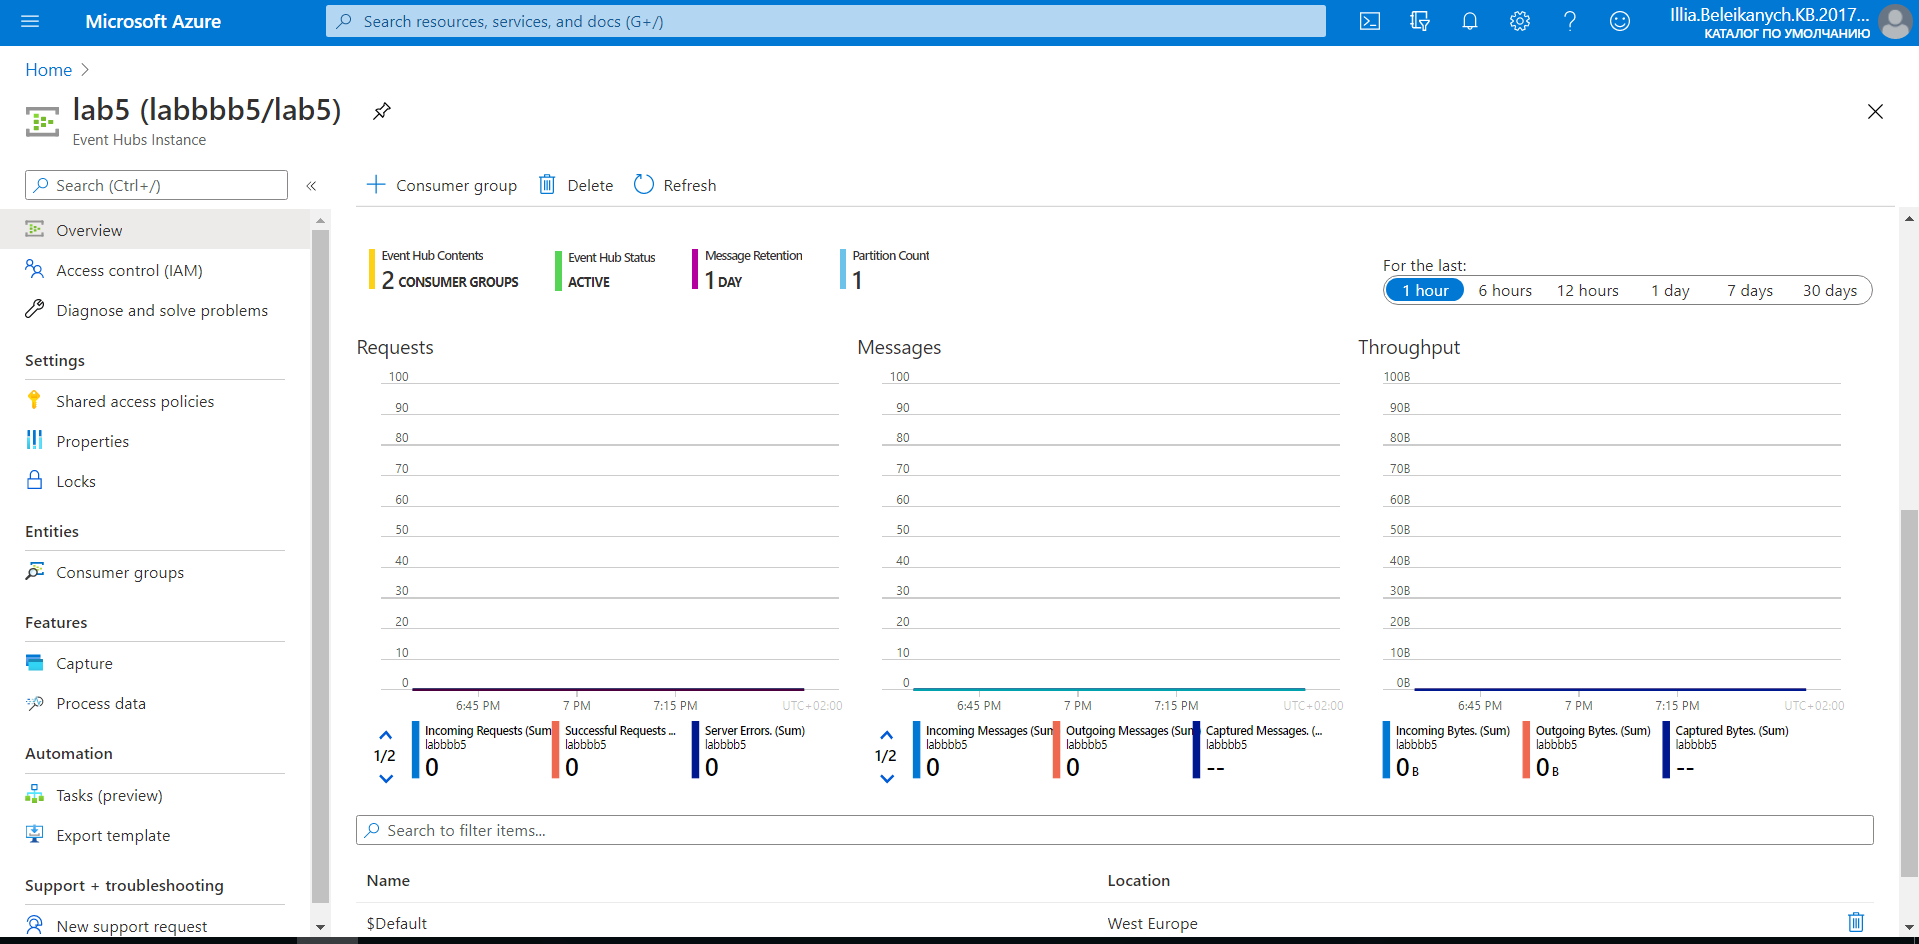 Microsoft Azure
Search resources, services, and docs (G+/)
Illia.Beleikanych.KB.2017...
КАТАЛОГ ПО УМОЛЧАНИЮ
Home
lab5 (labbbb5/lab5)
Event Hubs Instance
Search (Ctrl+/)
«
Overview
Access control (IAM)
Diagnose and solve problems
Settings
Shared access policies
Properties
Locks
Entities
Consumer groups
Features
Capture
Process data
Automation
Tasks (preview)
Export template
Support + troubleshooting
New support request
Consumer group
Delete
Refresh
Event Hub Contents
2 CONSUMER GROUPS
Event Hub Status
ACTIVE
Message Retention
1 DAY
Partition Count
1
For the last:
1 hour 6 hours 12 hours 1 day 7 days 30 days
Requests
100
90
80
70
60
50
40
30
20
10
0
6:45 PM 7 PM 7:15 PM UTC+02:00
1/2
Incoming Requests (Sum
labbbb5
0
Successful Requests ...
labbbb5
0
Server Errors. (Sum)
labbbb5
0
Messages
100
90
80
70
60
50
40
30
20
10
0
6:45 PM 7 PM 7:15 PM UTC+02:00
1/2
Incoming Messages (Sum
labbbb5
0
Outgoing Messages (Sum
labbbb5
0
Captured Messages. (...
labbbb5
--
Throughput
100B
90B
80B
70B
60B
50B
40B
30B
20B
10B
0B
6:45 PM 7 PM 7:15 PM UTC+02:00
Incoming Bytes. (Sum)
labbbb5
0 B
Outgoing Bytes. (Sum)
labbbb5
0 B
Captured Bytes. (Sum)
labbbb5
--
Search to filter items...
Name Location
$Default West Europe